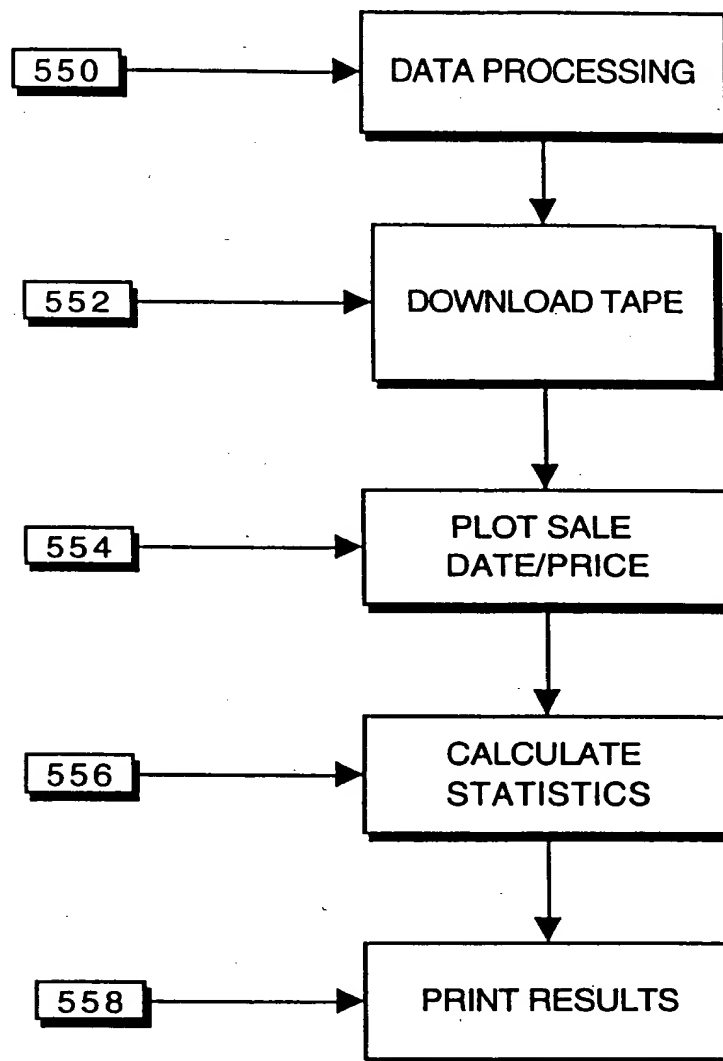 550
DATA PROCESSING
552
DOWNLOAD TAPE
554
PLOT SALE
DATE/PRICE
556
CALCULATE
STATISTICS
558
PRINT RESULTS